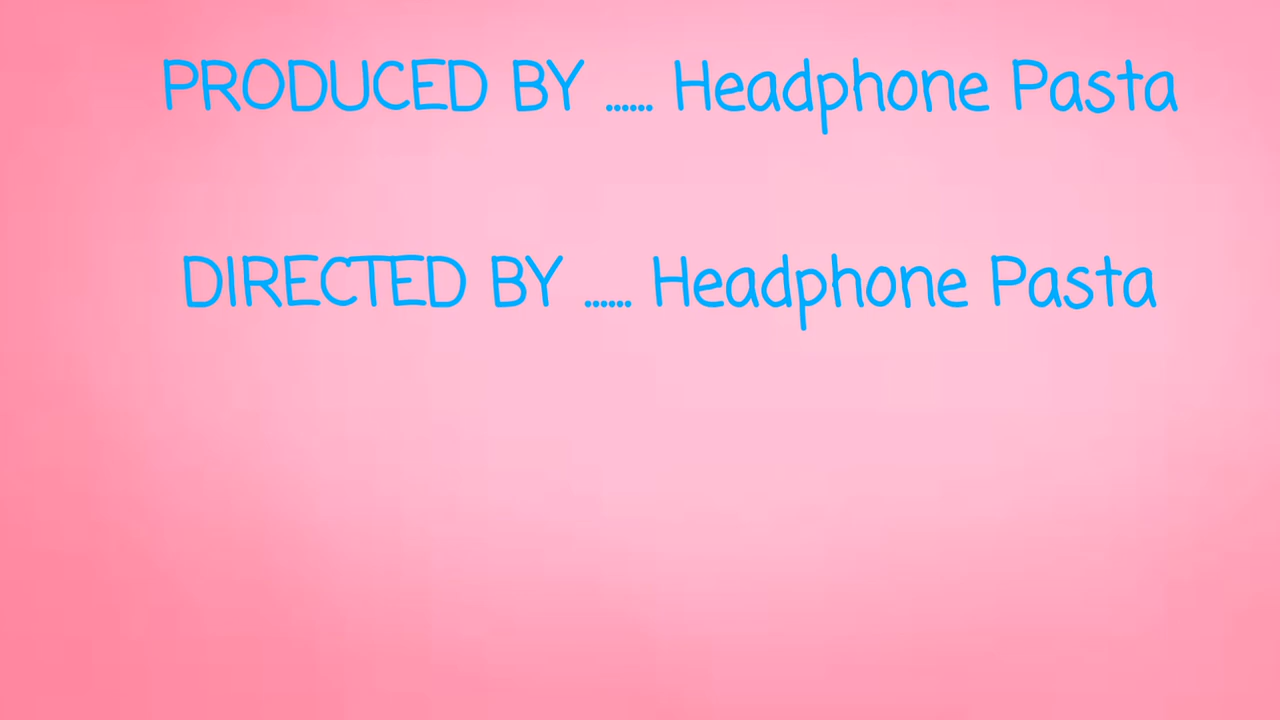 PRODUCED BY ...... Headphone Pasta
DIRECTED BY ...... Headphone Pasta